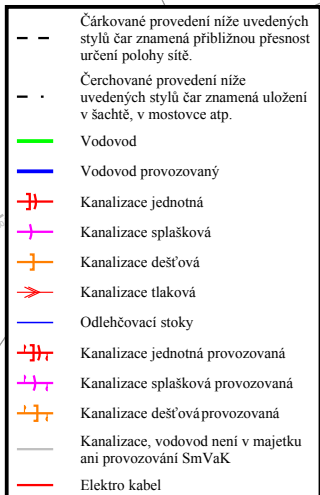 Čárkované provedení níže uvedených
stylů čar znamená přibližnou přesnost
určení polohy sítě.
Čerchované provedení níže
uvedených stylů čar znamená uložení
v šachtě, v mostovce atp.
Vodovod
Vodovod provozovaný
Kanalizace jednotná
Kanalizace splašková
Kanalizace dešťová
Kanalizace tlaková
Odlehčovací stoky
Kanalizace jednotná provozovaná
Kanalizace splašková provozovaná
Kanalizace dešťová provozovaná
Kanalizace, vodovod není v majetku
ani provozování SmVaK
Elektro kabel